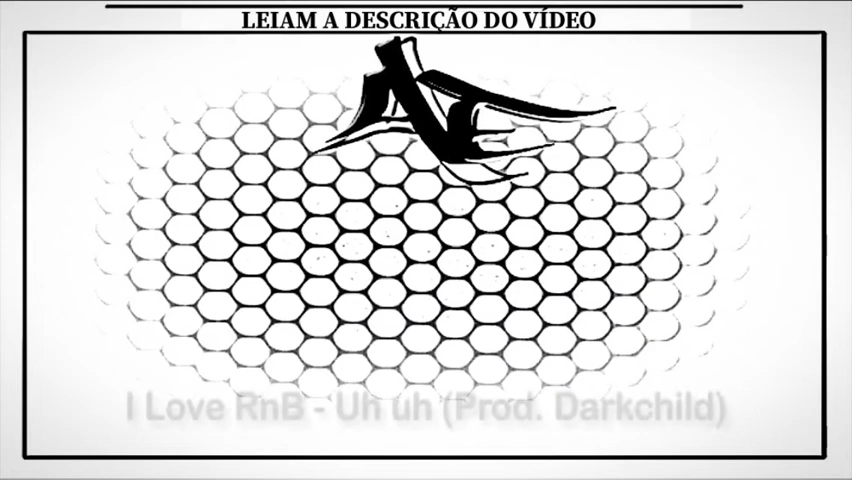 LEIAM A DESCRIÇÃO DO VÍDEO
I Love RnB - Uh uh (Prod. Darkchild)